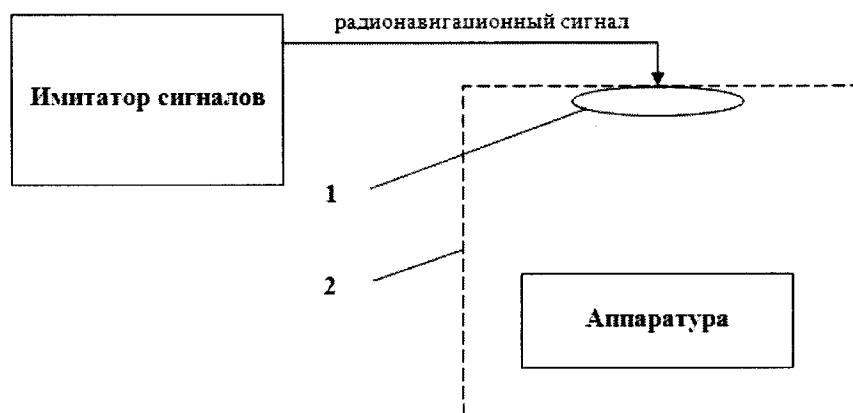 радионавигационный сигнал
Имитатор сигналов
1
2
Аппаратура